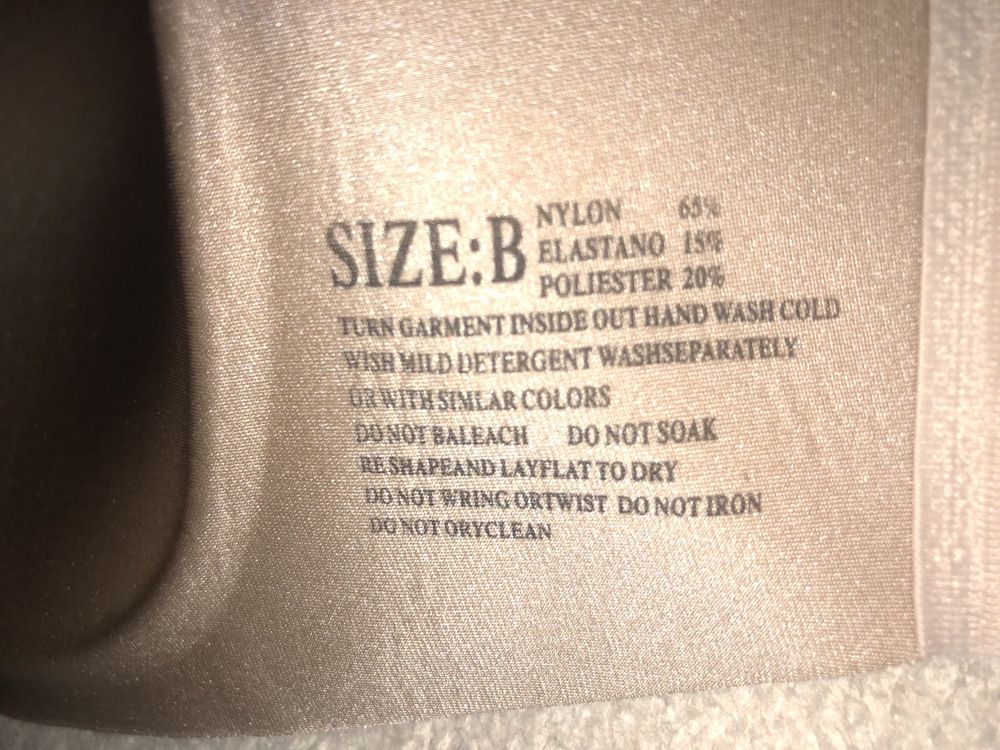 SIZE:B
NYLON 65%
ELASTANO 15%
POLIESTER 20%
TURN GARMENT INSIDE OUT HAND WASH COLD
WISH MILD DETERGENT WASHSEPARATELY
OR WITH SIMLAR COLORS
DO NOT BALEACH DO NOT SOAK
RE SHAPEAND LAYFLAT TO DRY
DO NOT WRING ORTWIST DO NOT IRON
DO NOT ORYCLEAN